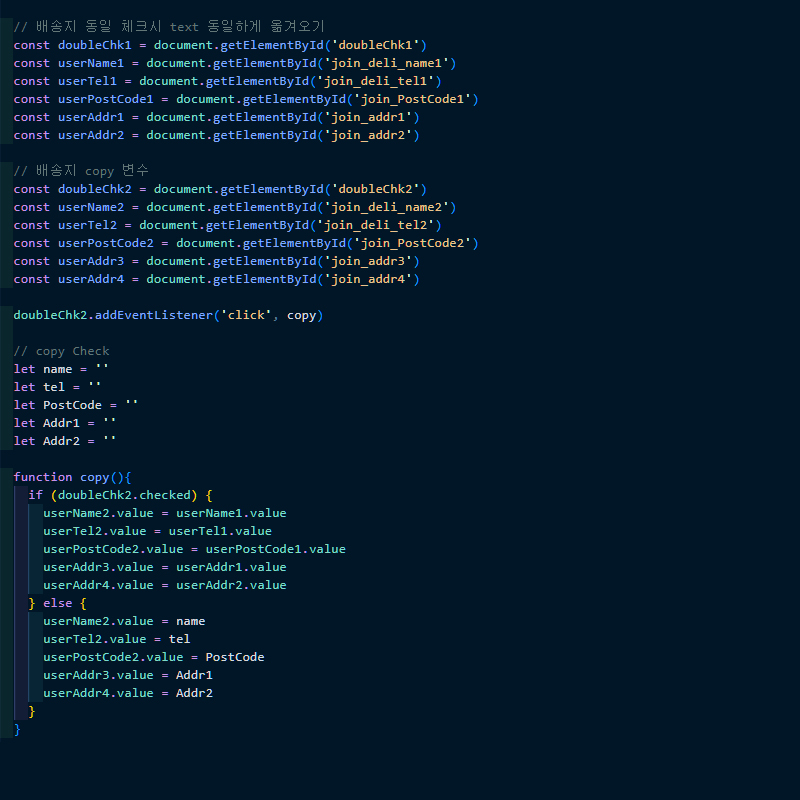 // 배송지 동일 체크시 text 동일하게 옮겨오기
const doubleChk1 = document.getElementById('doubleChk1')
const userName1 = document.getElementById('join_deli_name1')
const userTel1 = document.getElementById('join_deli_tel1')
const userPostCode1 = document.getElementById('join_PostCode1')
const userAddr1 = document.getElementById('join_addr1')
const userAddr2 = document.getElementById('join_addr2')
// 배송지 copy 변수
const doubleChk2 = document.getElementById('doubleChk2')
const userName2 = document.getElementById('join_deli_name2')
const userTel2 = document.getElementById('join_deli_tel2')
const userPostCode2 = document.getElementById('join_PostCode2')
const userAddr3 = document.getElementById('join_addr3')
const userAddr4 = document.getElementById('join_addr4')
doubleChk2.addEventListener('click', copy)
// copy Check
let name = ''
let tel = ''
let PostCode = ''
let Addr1 = ''
let Addr2 = ''
function copy(){
if (doubleChk2.checked) {
userName2.value = userName1.value
userTel2.value = userTel1.value
userPostCode2.value = userPostCode1.value
userAddr3.value = userAddr1.value
userAddr4.value = userAddr2.value
} else {
userName2.value = name
userTel2.value = tel
userPostCode2.value = PostCode
userAddr3.value = Addr1
userAddr4.value = Addr2
}
}